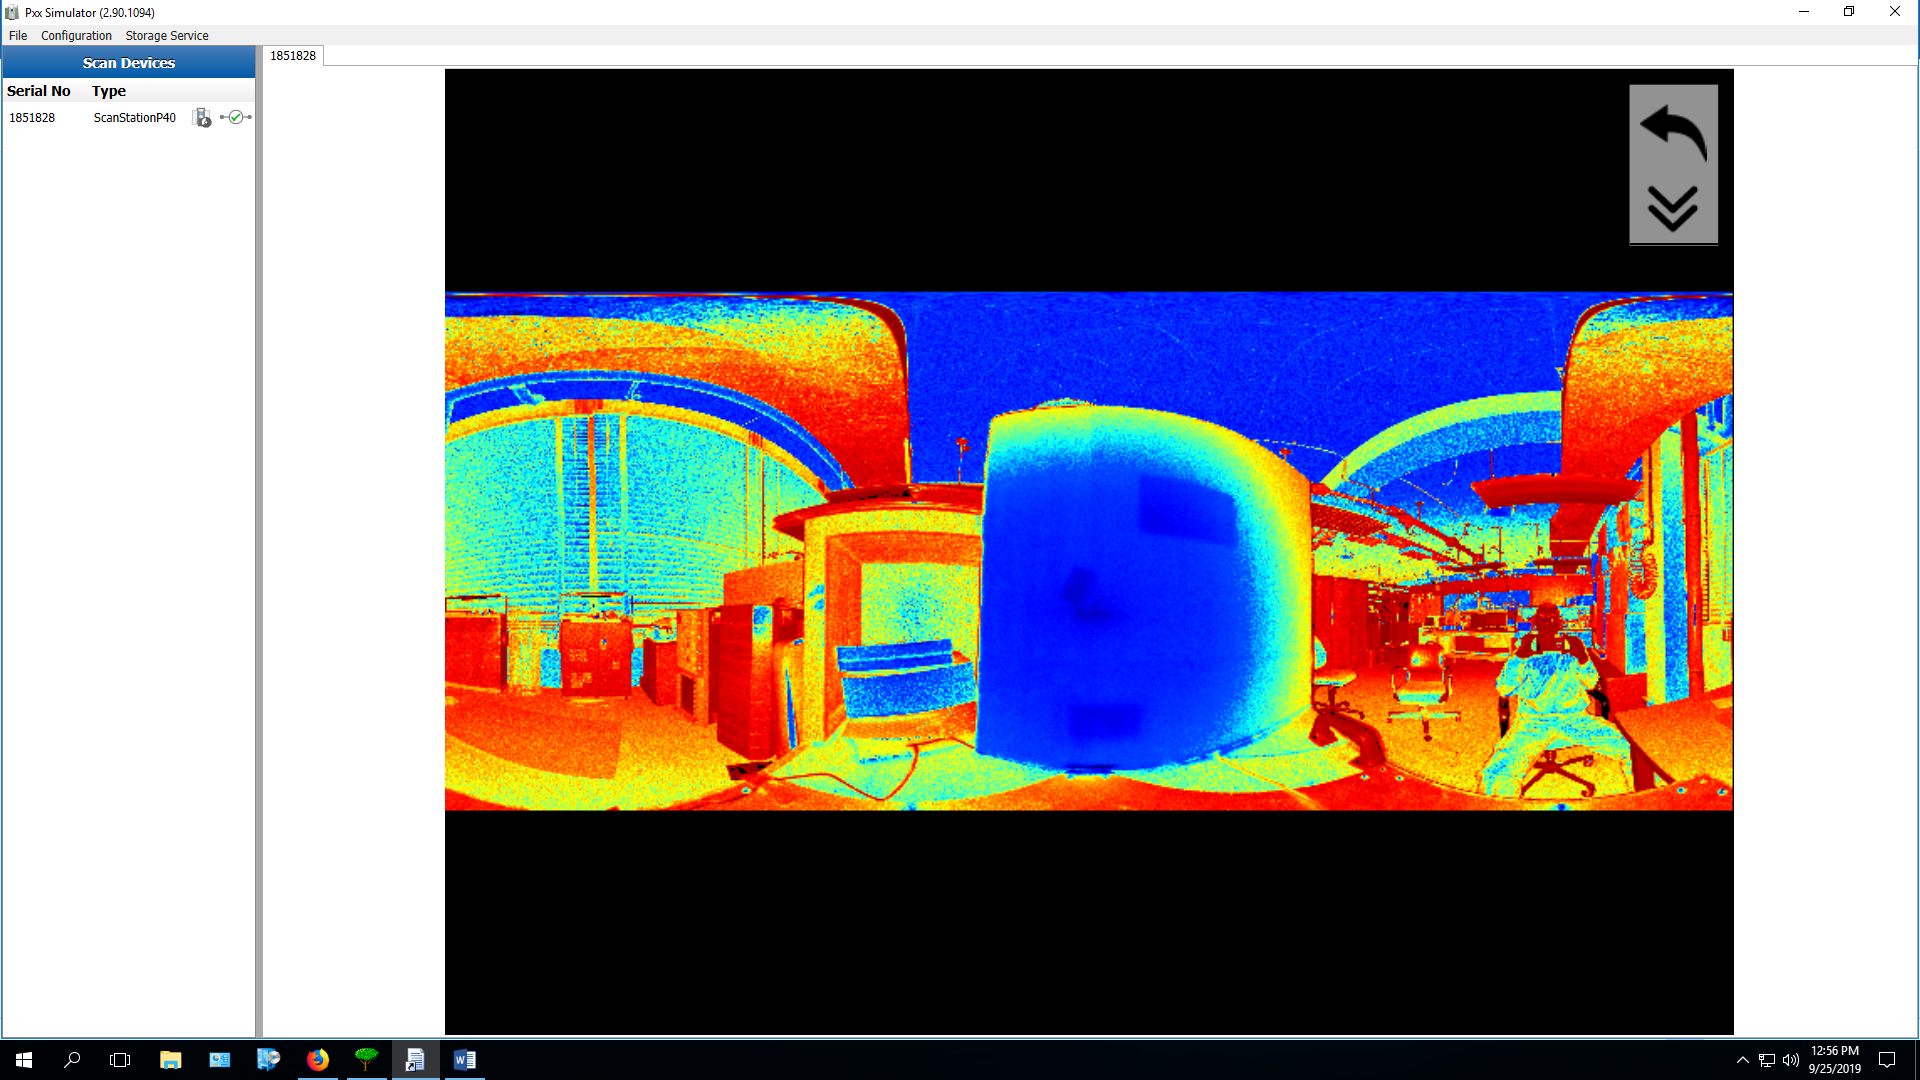 Pxx Simulator (2.90.1094)
File Configuration Storage Service
Scan Devices
1851828
Serial No Type
1851828 ScanStationP40
12:56 PM
9/25/2019